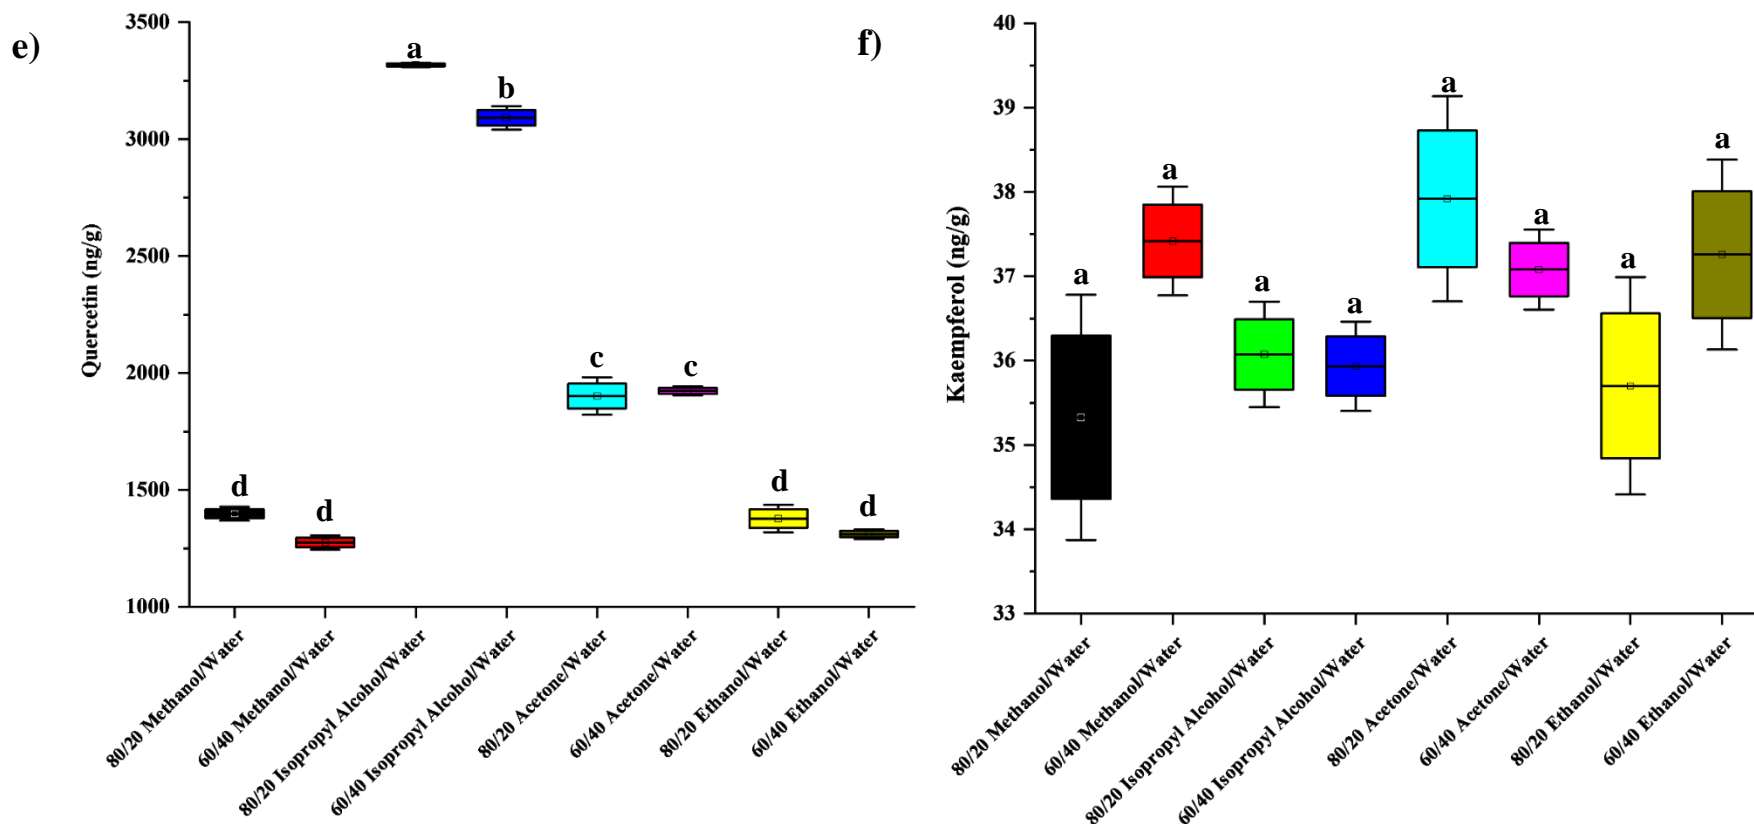 e)
Quercetin (ng/g)
3500
3000
2500
2000
1500
1000
d
d
a
b
c
c
d
d
80/20 Methanol/Water
60/40 Methanol/Water
80/20 Isopropyl Alcohol/Water
60/40 Isopropyl Alcohol/Water
80/20 Acetone/Water
60/40 Acetone/Water
80/20 Ethanol/Water
60/40 Ethanol/Water
f)
Kaempferol (ng/g)
40
39
38
37
36
35
34
33
a
a
a
a
a
a
a
a
80/20 Methanol/Water
60/40 Methanol/Water
80/20 Isopropyl Alcohol/Water
60/40 Isopropyl Alcohol/Water
80/20 Acetone/Water
60/40 Acetone/Water
80/20 Ethanol/Water
60/40 Ethanol/Water